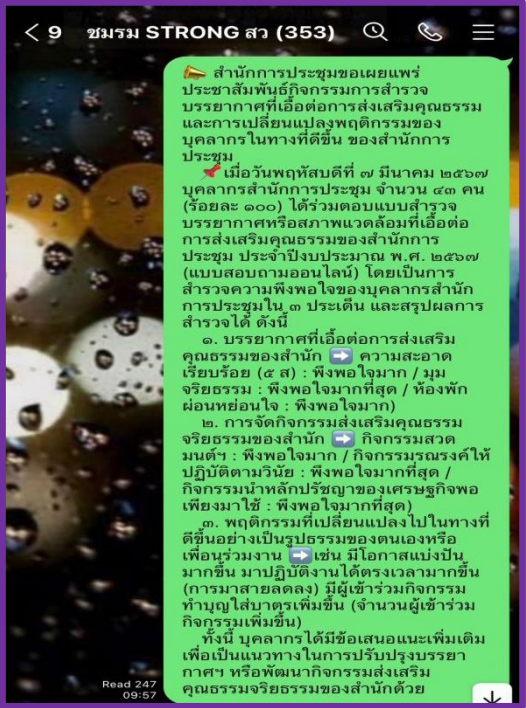 9 ชมรม STRONG สว (353)
สำนักการประชุมขอเผยแพร่
ประชาสัมพันธ์กิจกรรมการสำรวจ
บรรยากาศที่เอื้อต่อการส่งเสริมคุณธรรม
และการเปลี่ยนแปลงพฤติกรรมของ
บุคลากรในทางที่ดีขึ้น ของสำนักการ
ประชุม
เมื่อวันพฤหัสบดีที่ ๗ มีนาคม ๒๕๖๗
บุคลากรสำนักการประชุม จำนวน ๔๓ คน
(ร้อยละ ๑๐๐) ได้ร่วมตอบแบบสำรวจ
บรรยากาศหรือสภาพแวดล้อมที่เอื้อต่อ
การส่งเสริมคุณธรรมของสำนักการ
ประชุม ประจำปีงบประมาณ พ.ศ. ๒๕๖๗
(แบบสอบถามออนไลน์) โดยเป็นการ
สำรวจความพึงพอใจของบุคลากรสำนัก
การประชุมใน ๓ ประเด็น และสรุปผลการ
สำรวจได้ ดังนี้
๑. บรรยากาศที่เอื้อต่อการส่งเสริม
คุณธรรมของสำนัก ➡️ ความสะอาด
เรียบร้อย (๕ ส) : พึงพอใจมาก / มุม
จริยธรรม : พึงพอใจมากที่สุด / ห้องพัก
ผ่อนหย่อนใจ : พึงพอใจมาก)
๒. การจัดกิจกรรมส่งเสริมคุณธรรม
จริยธรรมของสำนัก ➡️ กิจกรรมสวด
มนต์ฯ : พึงพอใจมาก / กิจกรรมรณรงค์ให้
ปฏิบัติตามวินัย : พึงพอใจมากที่สุด /
กิจกรรมนำหลักปรัชญาของเศรษฐกิจพอ
เพียงมาใช้ : พึงพอใจมากที่สุด)
๓. พฤติกรรมที่เปลี่ยนแปลงไปในทางที่
ดีขึ้นอย่างเป็นรูปธรรมของตนเองหรือ
เพื่อนร่วมงาน ➡️เช่น มีโอกาสแบ่งปัน
มากขึ้น มาปฏิบัติงานได้ตรงเวลามากขึ้น
(การมาสายลดลง) มีผู้เข้าร่วมกิจกรรม
ทำบุญใส่บาตรเพิ่มขึ้น (จำนวนผู้เข้าร่วม
กิจกรรมเพิ่มขึ้น)
ทั้งนี้ บุคลากรได้มีข้อเสนอแนะเพิ่มเติม
เพื่อเป็นแนวทางในการปรับปรุงบรรยา
กาศฯ หรือพัฒนากิจกรรมส่งเสริม
คุณธรรมจริยธรรมของสำนักด้วย
Read 247
09:57